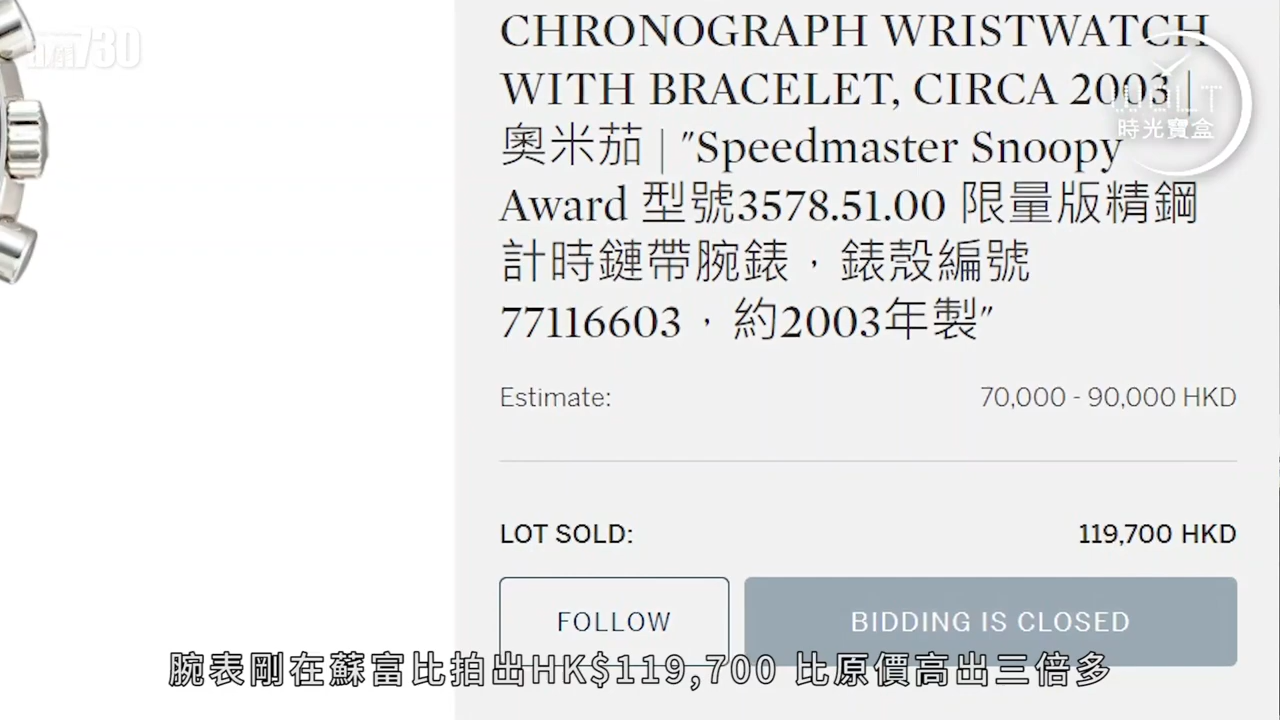 am730
CHRONOGRAPH WRISTWATCH
WITH BRACELET, CIRCA 2003 |
奧米茄 | "Speedmaster Snoopy
Award 型號3578.51.00 限量版精鋼
計時鏈帶腕錶，錶殼編號
77116603，約2003年製"
時光寶盒
Estimate: 70,000 - 90,000 HKD
LOT SOLD: 119,700 HKD
FOLLOW
BIDDING IS CLOSED
腕表剛在蘇富比拍出HK$119,700 比原價高出三倍多